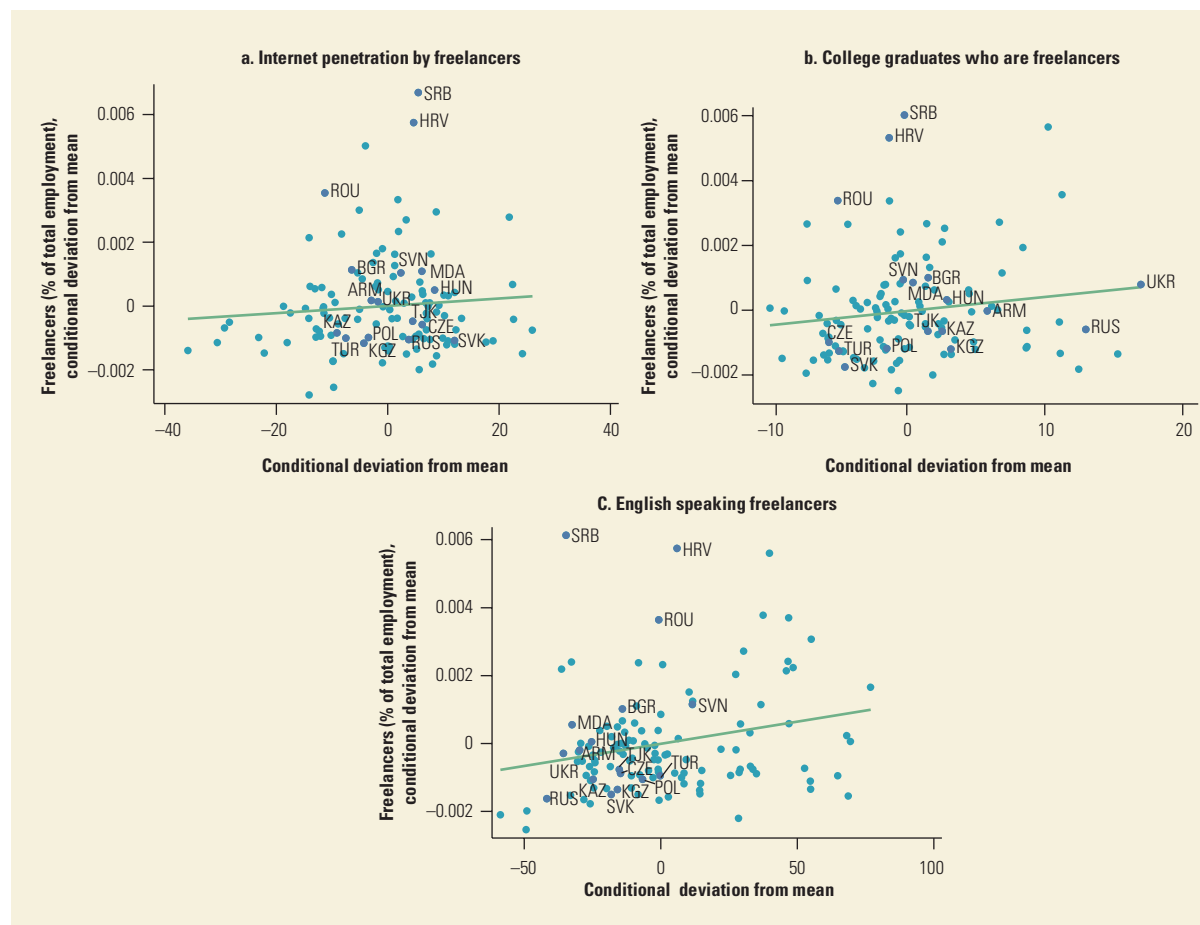 a. Internet penetration by freelancers
Freelancers (% of total employment),
conditional deviation from mean
0.006
0.004
0.002
0
–0.002
SRB
HRV
ROU
BGR
SVN
MDA
ARM
UKR
HUN
TJK
KAZ
CZE
POL
RUS
SVK
TUR
KGZ
–40
–20
0
20
40
Conditional deviation from mean
b. College graduates who are freelancers
Freelancers (% of total employment),
conditional deviation from mean
0.006
0.004
0.002
0
–0.002
SRB
HRV
ROU
SVN
BGR
UKR
MDA
HUN
ARM
TJK
KAZ
RUS
CZE
TUR
POL
KGZ
SVK
–10
0
10
20
Conditional deviation from mean
C. English speaking freelancers
Freelancers (% of total employment),
conditional deviation from mean
0.006
0.004
0.002
0
–0.002
SRB
HRV
ROU
BGR
SVN
MDA
HUN
ARM
TJK
UKR
CZE
TUR
KAZ
KGZ
POL
RUS
SVK
–50
0
50
100
Conditional deviation from mean